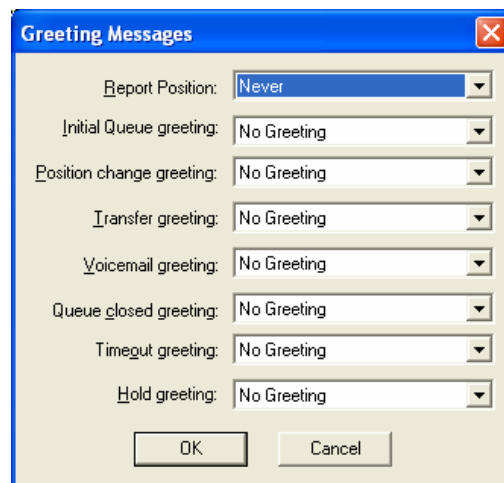 Greeting Messages
Report Position: Never
Initial Queue greeting: No Greeting
Position change greeting: No Greeting
Transfer greeting: No Greeting
Voicemail greeting: No Greeting
Queue closed greeting: No Greeting
Timeout greeting: No Greeting
Hold greeting: No Greeting
OK Cancel